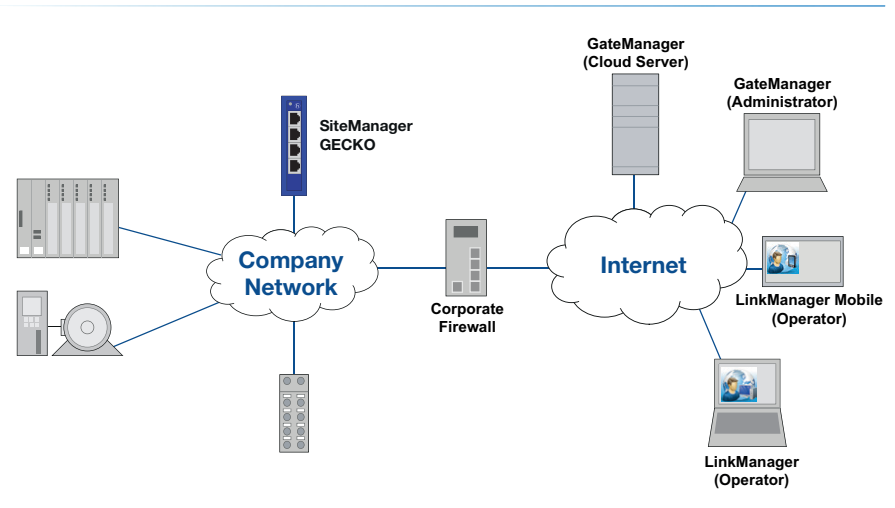 GateManager
(Cloud Server)
GateManager
(Administrator)
SiteManager
GECKO
Company
Network
Internet
Corporate
Firewall
LinkManager Mobile
(Operator)
LinkManager
(Operator)